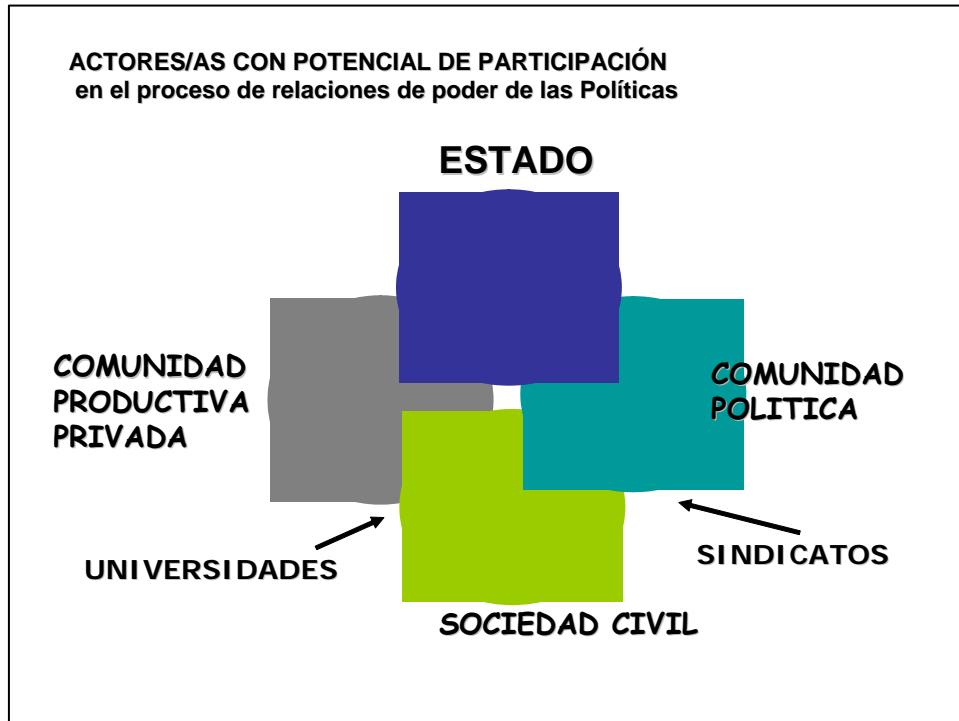 ACTORES/AS CON POTENCIAL DE PARTICIPACIÓN
en el proceso de relaciones de poder de las Políticas
ESTADO
COMUNIDAD
PRODUCTIVA
PRIVADA
COMUNIDAD
POLITICA
UNIVERSIDADES
SINDICATOS
SOCIEDAD CIVIL